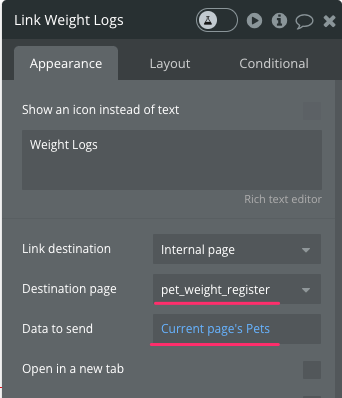 Link Weight Logs
Appearance
Layout
Conditional
Show an icon instead of text
Weight Logs
Rich text editor
Link destination
Internal page
Destination page
pet_weight_register
Data to send
Current page's Pets
Open in a new tab